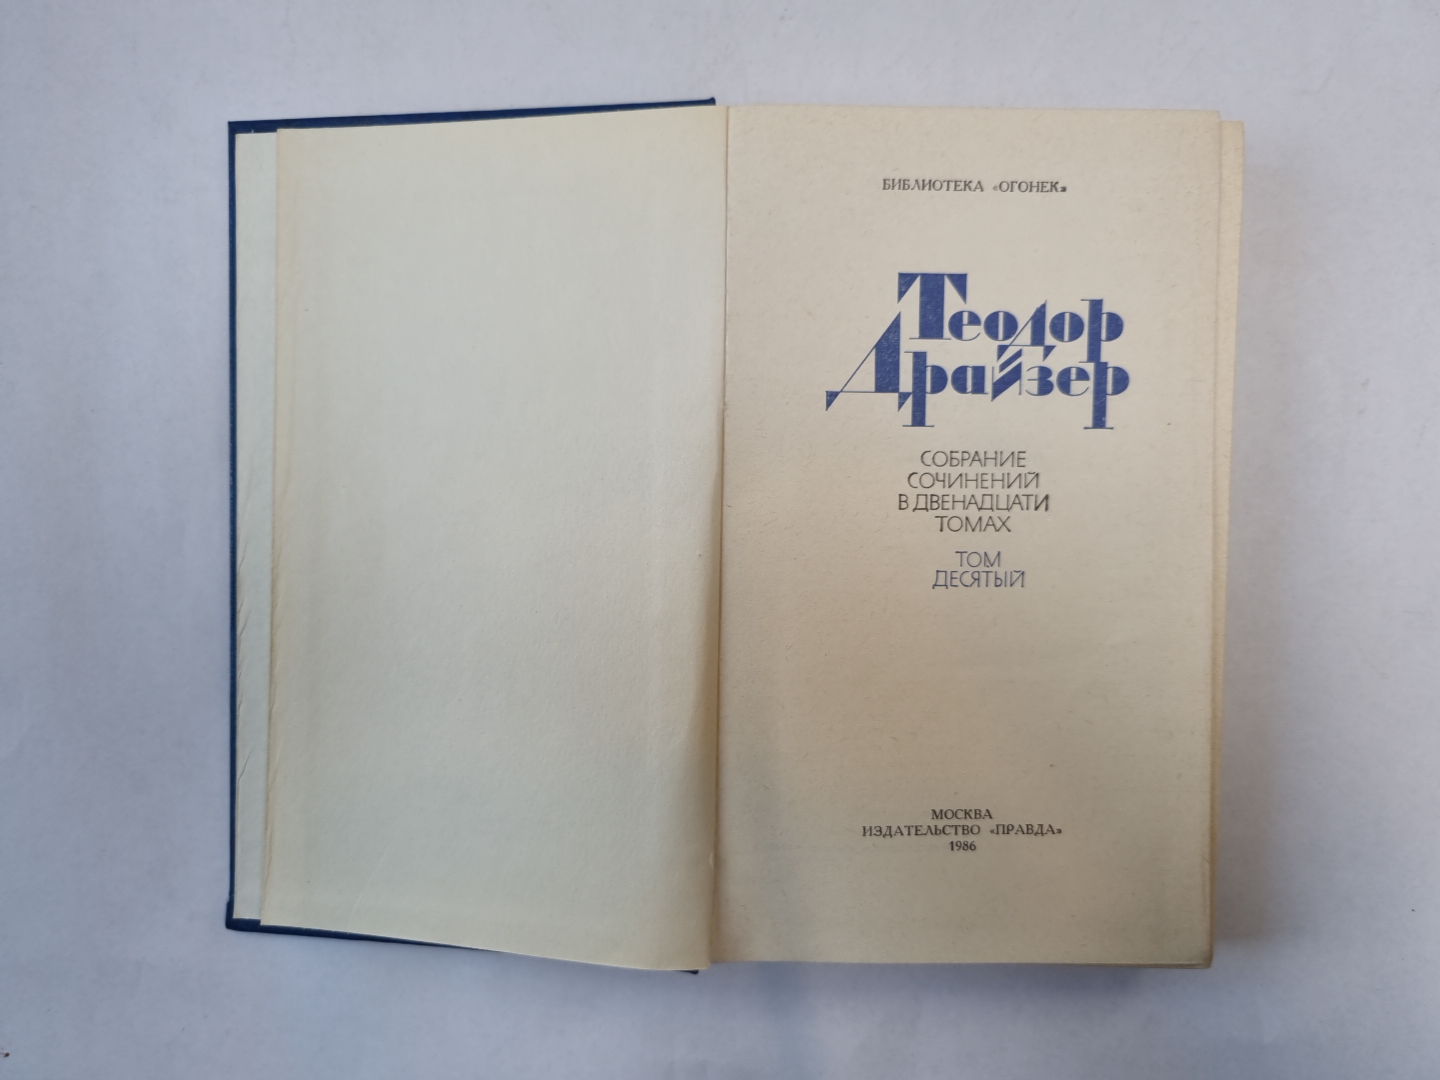 БИБЛИОТЕКА «ОГОНЕК»
Теодор
Драйзер
СОБРАНИЕ
СОЧИНЕНИЙ
В ДВЕНАДЦАТИ
ТОМАХ
ТОМ
ДЕСЯТЫЙ
МОСКВА
ИЗДАТЕЛЬСТВО «ПРАВДА»
1986